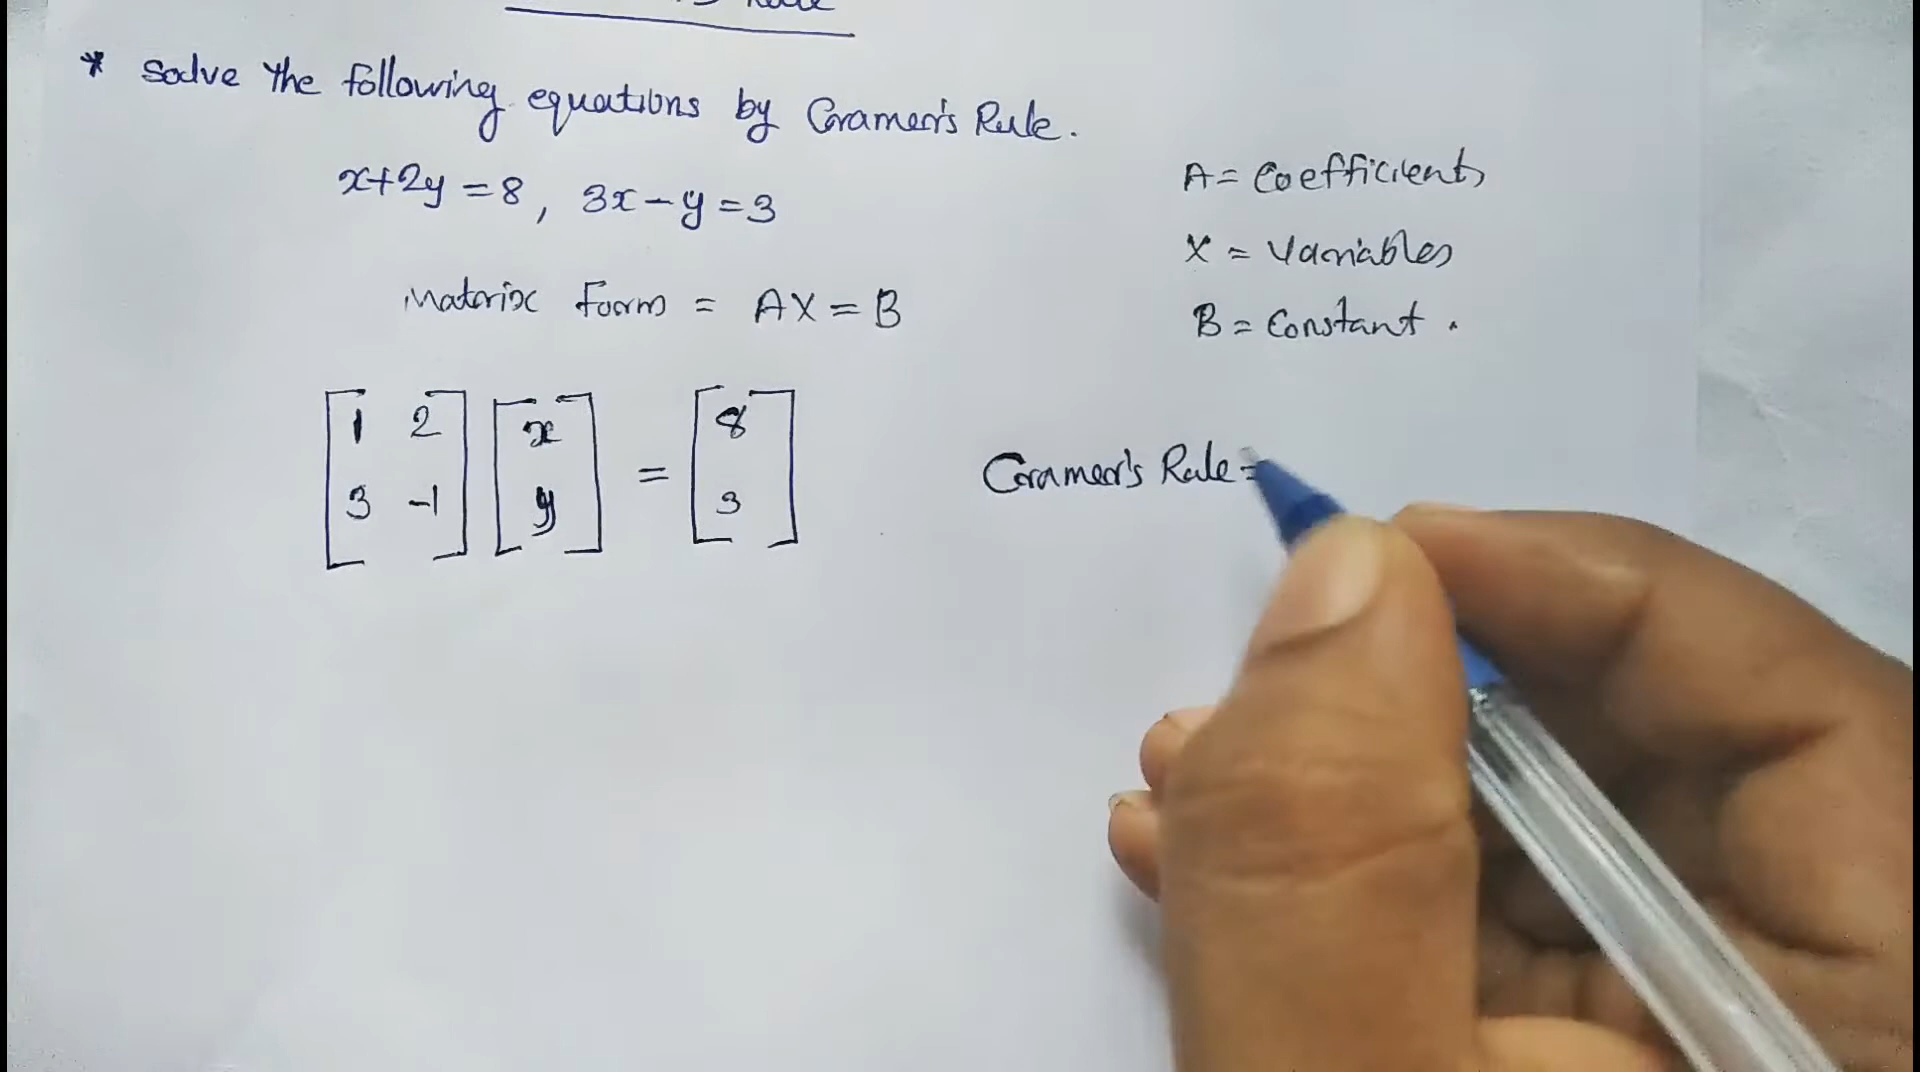 * Solve the following equations by Cramer's Rule.
x+2y=8, 3x-y=3
Matrix Form = AX=B
A= Coefficients
X = Variables
B = Constant.
[1 2] [x] = [8]
[3 -1] [y] [3]
Cramer's Rule=